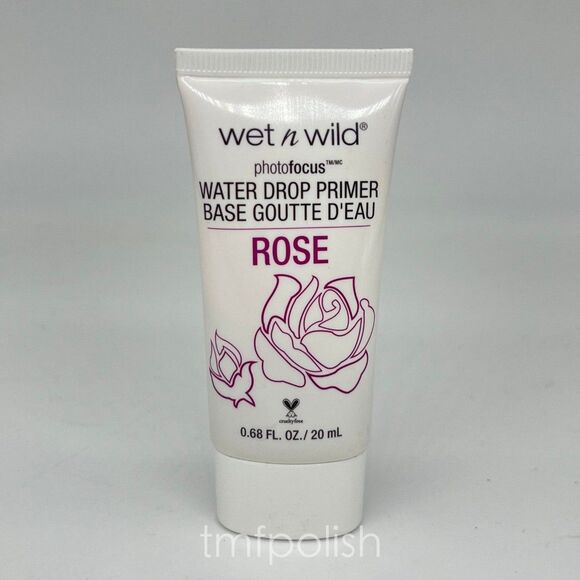 wet n wild®
photofocus™/MC
WATER DROP PRIMER
BASE GOUTTE D'EAU
ROSE
crueltyfree
0.68 FL. OZ./ 20 mL
tmfpolish